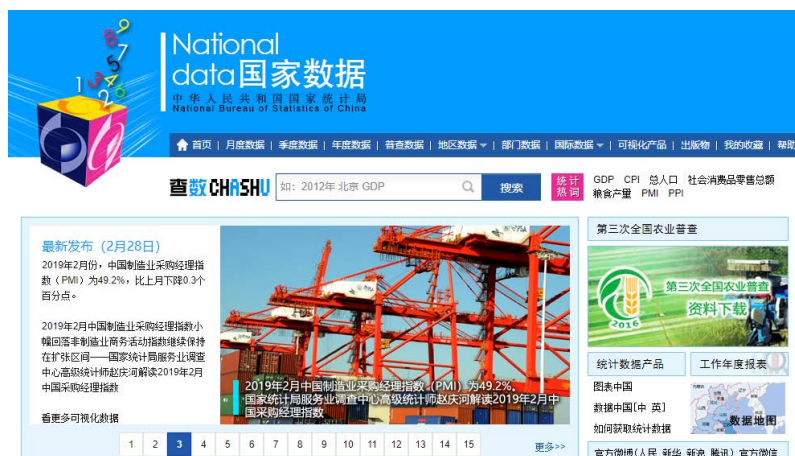 National
data国家数据
中华人民共和国国家统计局
National Bureau of Statistics of China
首页 | 月度数据 | 季度数据 | 年度数据 | 普查数据 | 地区数据 | 部门数据 | 国际数据 | 可视化产品 | 出版物 | 我的收藏 | 帮助
查数 CHASHU 如：2012年 北京 GDP 搜索
统计
热词
GDP CPI 总人口 社会消费品零售总额
粮食产量 PMI PPI
最新发布（2月28日）
2019年2月份，中国制造业采购经理指
数（PMI）为49.2%，比上月下降0.3个
百分点。
2019年2月中国制造业采购经理指数小
幅回落非制造业商务活动指数继续保持
在扩张区间——国家统计局服务业调查
中心高级统计师赵庆河解读2019年2月
中国采购经理指数
看更多可视化数据
2019年2月中国制造业采购经理指数（PMI）为49.2%。
国家统计局服务业调查中心高级统计师赵庆河解读2019年2月中
国采购经理指数
1 2 3 4 5 6 7 8 9 10 11 12 13 14 15 更多>>
第三次全国农业普查
第三次全国农业普查
资料下载
2016
统计数据产品
工作年度报表
图表中国
数据中国[中 英]
如何获取统计数据
数据地图
官方微博(人民 新华 新浪 腾讯) 官方微信